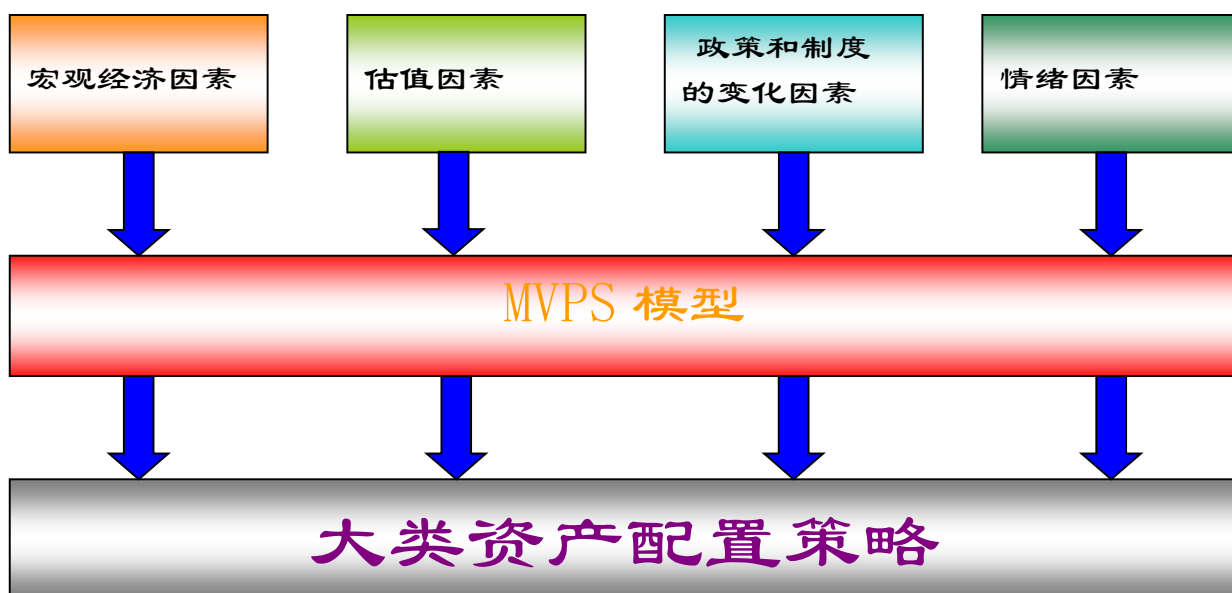 宏观经济因素
估值因素
政策和制度
的变化因素
情绪因素
MVPS 模型
大类资产配置策略